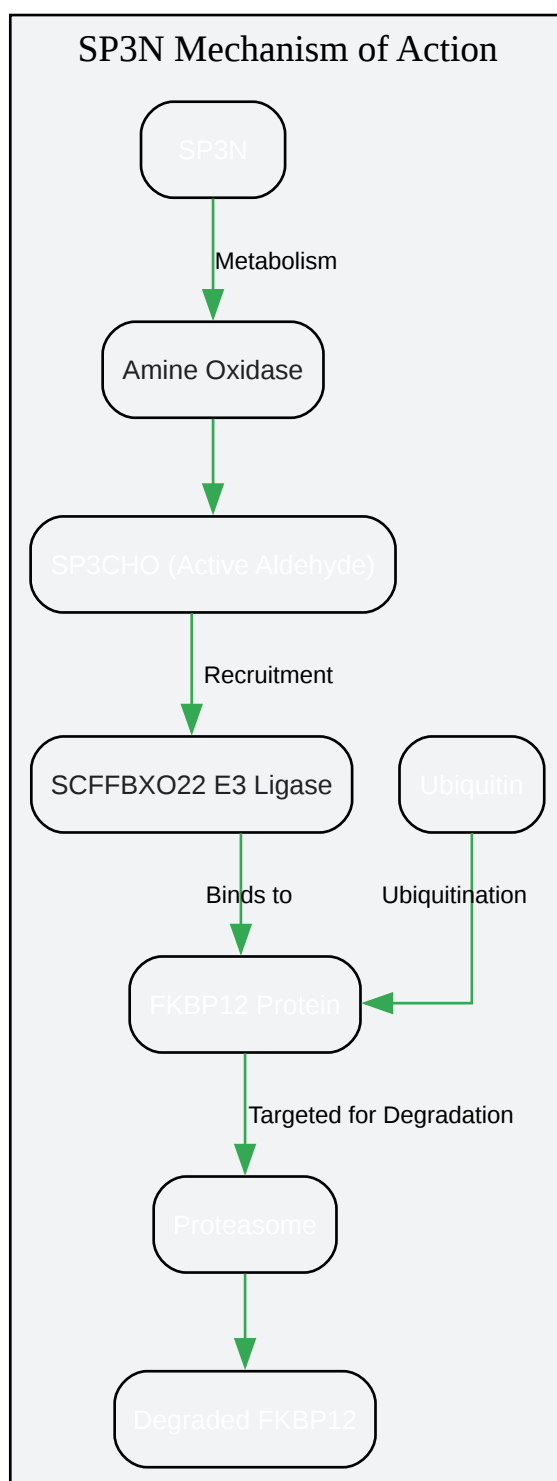 SP3N Mechanism of Action
SP3N
Metabolism
Amine Oxidase
SP3CHO (Active Aldehyde)
Recruitment
SCFFBXO22 E3 Ligase
Ubiquitin
Binds to
Ubiquitination
FKBP12 Protein
Targeted for Degradation
Proteasome
Degraded FKBP12